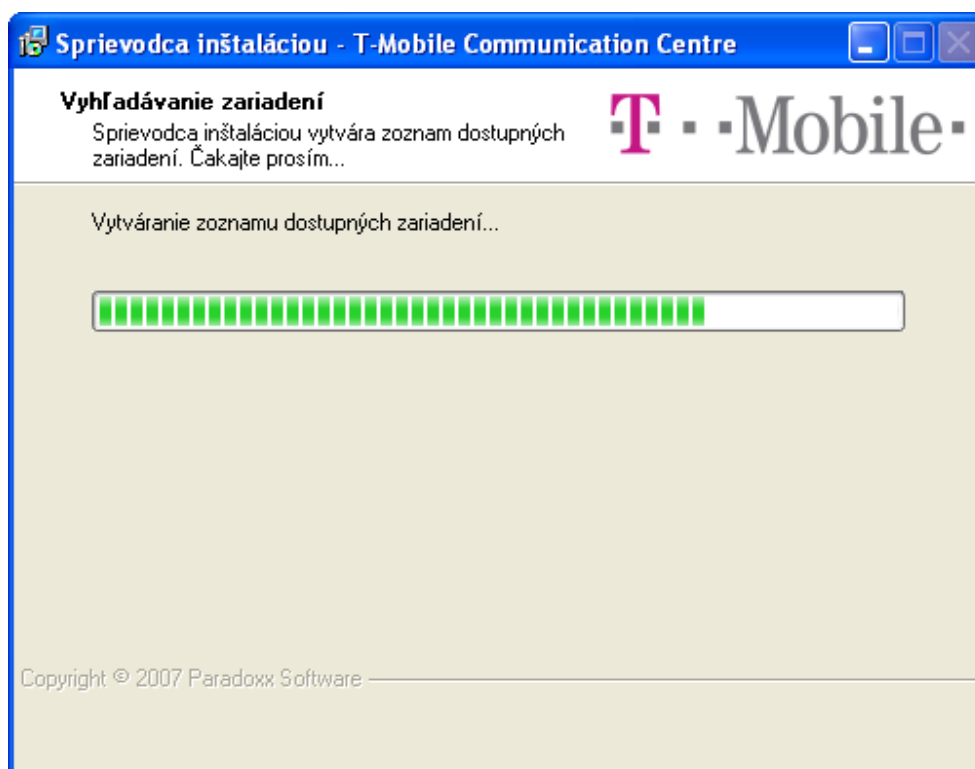 Sprievodca inštaláciou - T-Mobile Communication Centre
Vyhľadávanie zariadení
Sprievodca inštaláciou vytvára zoznam dostupných
zariadení. Čakajte prosím...
T · · Mobile ·
Vytváranie zoznamu dostupných zariadení...
Copyright © 2007 Paradoxx Software